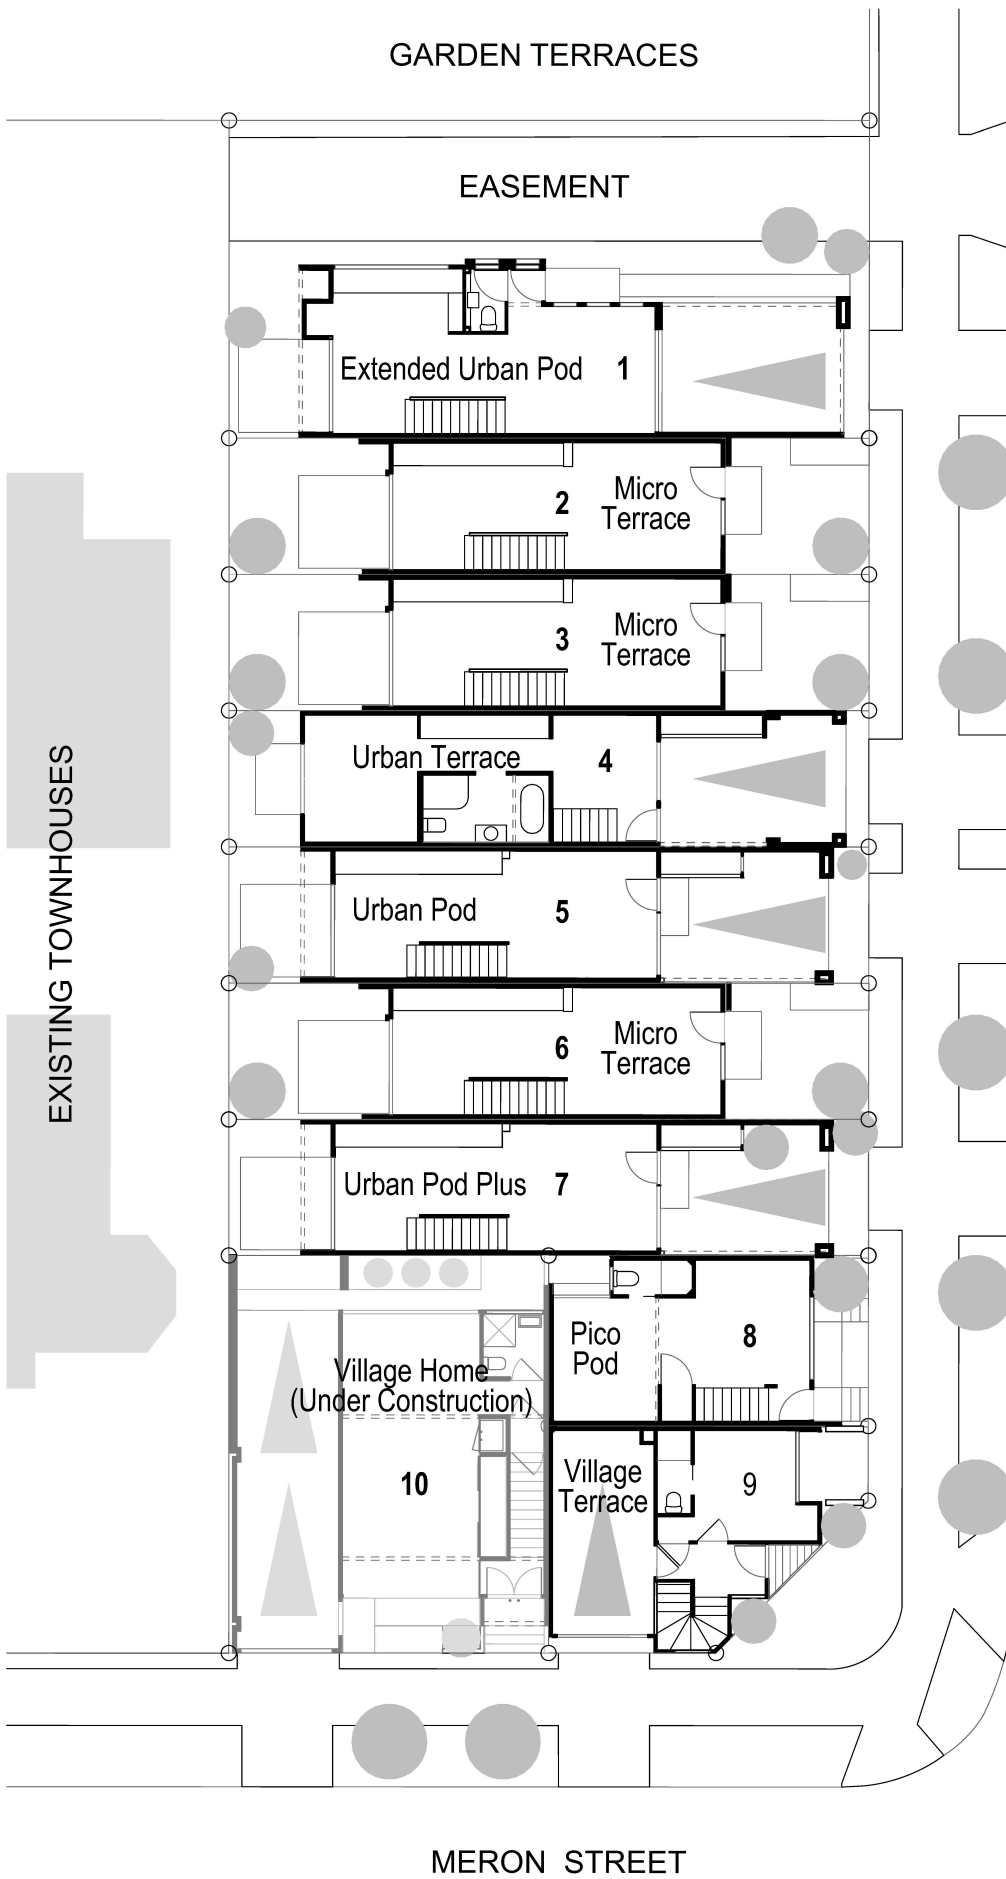 GARDEN TERRACES
EASEMENT
Extended Urban Pod 1
2 Micro
Terrace
3 Micro
Terrace
Urban Terrace 4
Urban Pod 5
6 Micro
Terrace
Urban Pod Plus 7
EXISTING TOWNHOUSES
Pico
Pod
8
Village Home
(Under Construction)
10
Village
Terrace
9
MERON STREET